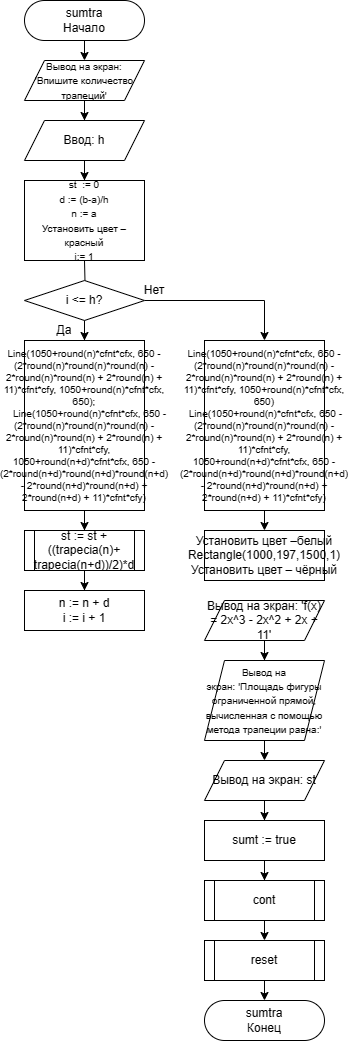 sumtra
Начало
Вывод на экран:
'Впишите количество
трапеций'
Ввод: h
st := 0
d := (b-a)/h
n := a
Установить цвет –
красный
i:= 1
i <= h?
Нет
Да
Line(1050+round(n)*cfnt*cfx, 650 -
(2*round(n)*round(n)*round(n) -
2*round(n)*round(n) + 2*round(n) +
11)*cfnt*cfy, 1050+round(n)*cfnt*cfx,
650);
Line(1050+round(n)*cfnt*cfx, 650 -
(2*round(n)*round(n)*round(n) -
2*round(n)*round(n) + 2*round(n) +
11)*cfnt*cfy,
1050+round(n+d)*cfnt*cfx, 650 -
(2*round(n+d)*round(n+d)*round(n+d)
- 2*round(n+d)*round(n+d) +
2*round(n+d) + 11)*cfnt*cfy)
st := st +
((trapecia(n)+
trapecia(n+d))/2)*d
n := n + d
i := i + 1
Line(1050+round(n)*cfnt*cfx, 650 -
(2*round(n)*round(n)*round(n) -
2*round(n)*round(n) + 2*round(n) +
11)*cfnt*cfy, 1050+round(n)*cfnt*cfx,
650)
Line(1050+round(n)*cfnt*cfx, 650 -
(2*round(n)*round(n)*round(n) -
2*round(n)*round(n) + 2*round(n) +
11)*cfnt*cfy,
1050+round(n+d)*cfnt*cfx, 650 -
(2*round(n+d)*round(n+d)*round(n+d)
- 2*round(n+d)*round(n+d) +
2*round(n+d) + 11)*cfnt*cfy)
Установить цвет –белый
Rectangle(1000,197,1500,1)
Установить цвет – чёрный
Вывод на экран: 'f(x)
= 2x^3 - 2x^2 + 2x +
11'
Вывод на
экран: 'Площадь фигуры
ограниченной прямой,
вычисленная с помощью
метода трапеции равна:'
Вывод на экран: st
sumt := true
cont
reset
sumtra
Конец